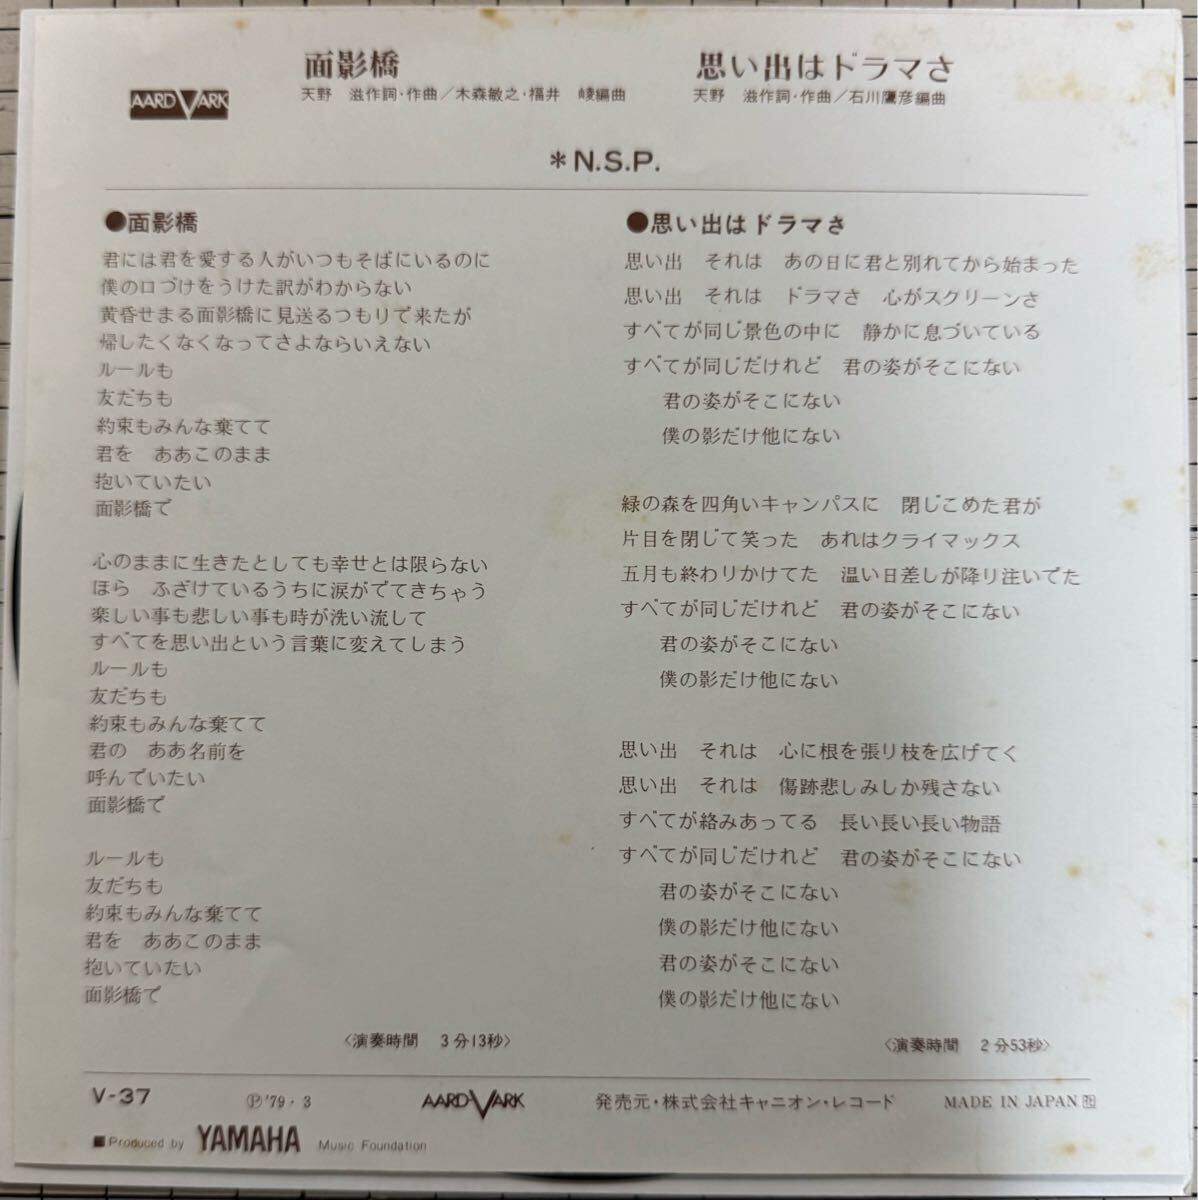 AARDVARK
面影橋
天野　滋作詞・作曲／木森敏之・福井　崚編曲
思い出はドラマさ
天野　滋作詞・作曲／石川鷹彦編曲
＊N.S.P.
●面影橋
君には君を愛する人がいつもそばにいるのに
僕の口づけをうけた訳がわからない
黄昏せまる面影橋に見送るつもりで来たが
帰したくなくなってさよならいえない
ルールも
友だちも
約束もみんな棄てて
君を　ああこのまま
抱いていたい
面影橋で
心のままに生きたとしても幸せとは限らない
ほら　ふざけているうちに涙がでてきちゃう
楽しい事も悲しい事も時が洗い流して
すべてを思い出という言葉に変えてしまう
ルールも
友だちも
約束もみんな棄てて
君の　ああ名前を
呼んでいたい
面影橋で
ルールも
友だちも
約束もみんな棄てて
君を　ああこのまま
抱いていたい
面影橋で
〈演奏時間　3分13秒〉
●思い出はドラマさ
思い出　それは　あの日に君と別れてから始まった
思い出　それは　ドラマさ　心がスクリーンさ
すべてが同じ景色の中に　静かに息づいている
すべてが同じだけれど　君の姿がそこにない
君の姿がそこにない
僕の影だけ他にない
緑の森を四角いキャンパスに　閉じこめた君が
片目を閉じて笑った　あれはクライマックス
五月も終わりかけてた　温い日差しが降り注いでた
すべてが同じだけれど　君の姿がそこにない
君の姿がそこにない
僕の影だけ他にない
思い出　それは　心に根を張り枝を広げてく
思い出　それは　傷跡悲しみしか残さない
すべてが絡みあってる　長い長い長い物語
すべてが同じだけれど　君の姿がそこにない
君の姿がそこにない
僕の影だけ他にない
君の姿がそこにない
僕の影だけ他にない
〈演奏時間　2分53秒〉
V-37
Ⓟ'79・3
AARDVARK
発売元・株式会社キャニオン・レコード
MADE IN JAPAN
■Produced by YAMAHA Music Foundation